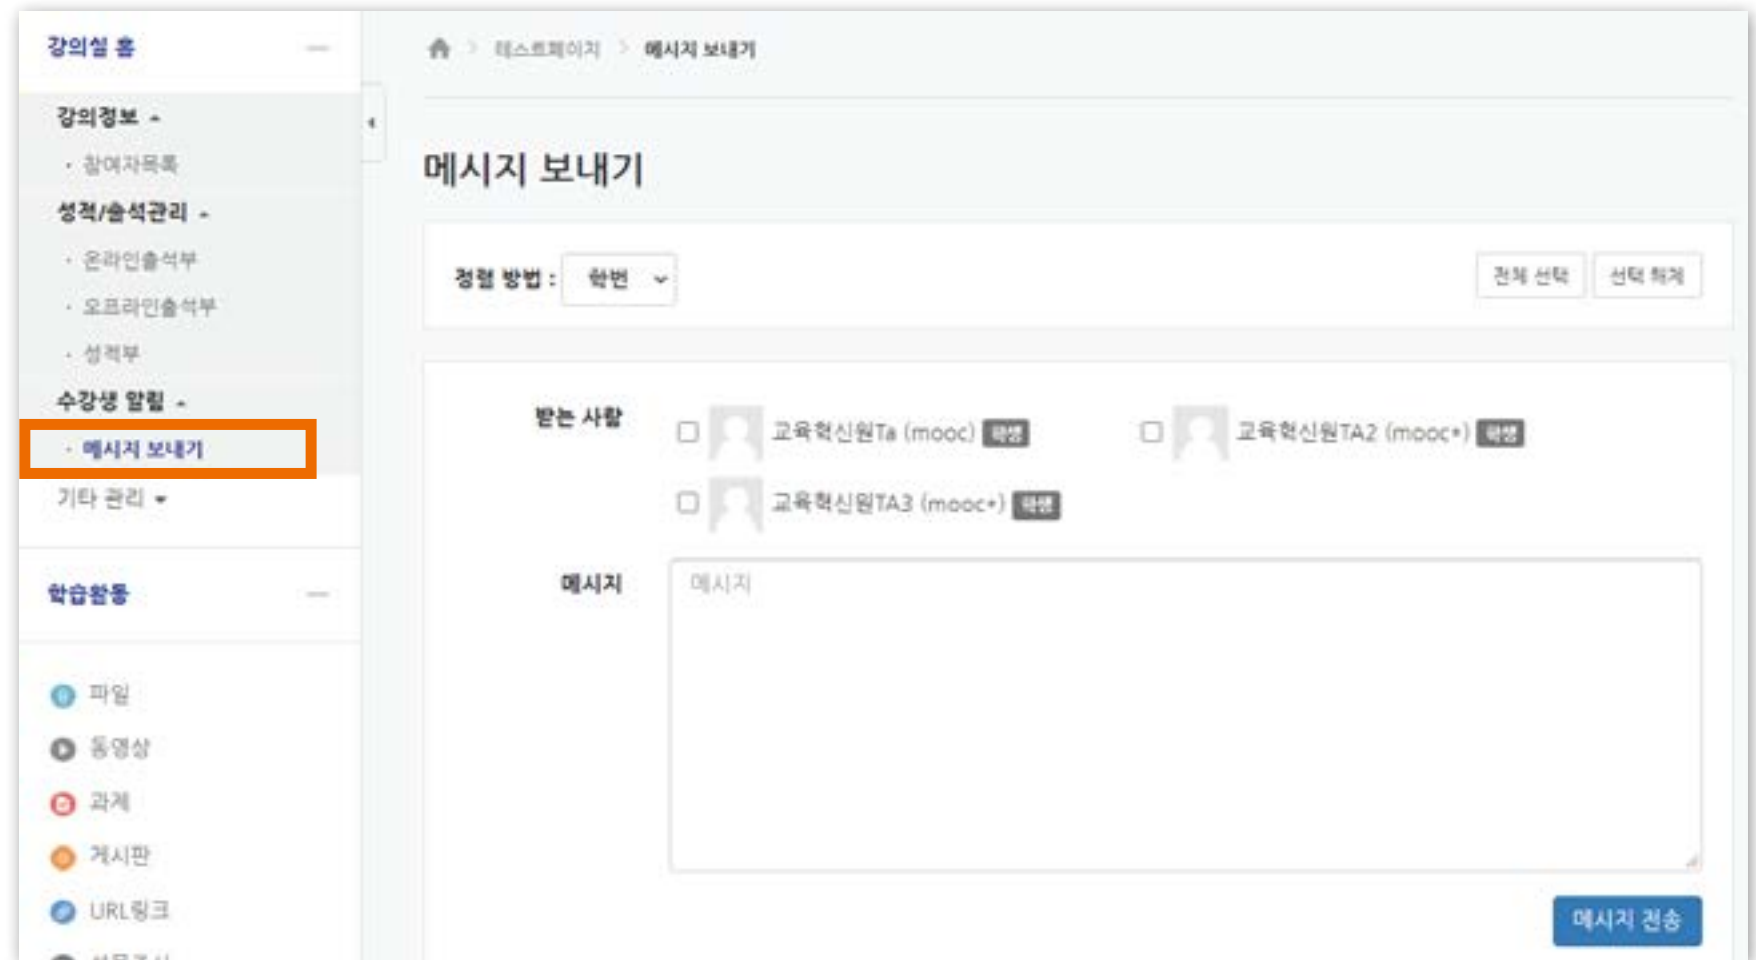 강의실 홈
강의정보
· 참여자목록
성적/출석관리
· 온라인출석부
· 오프라인출석부
· 성적부
수강생 알림
· 메시지 보내기
기타 관리
학습활동
파일
동영상
과제
게시판
URL링크
> 테스트페이지 > 메시지 보내기
메시지 보내기
정렬 방법 : 학번
전체 선택 선택 해제
받는 사람
교육혁신원Ta (mooc) 학생
교육혁신원TA2 (mooc*) 학생
교육혁신원TA3 (mooc*) 학생
메시지
메시지
메시지 전송